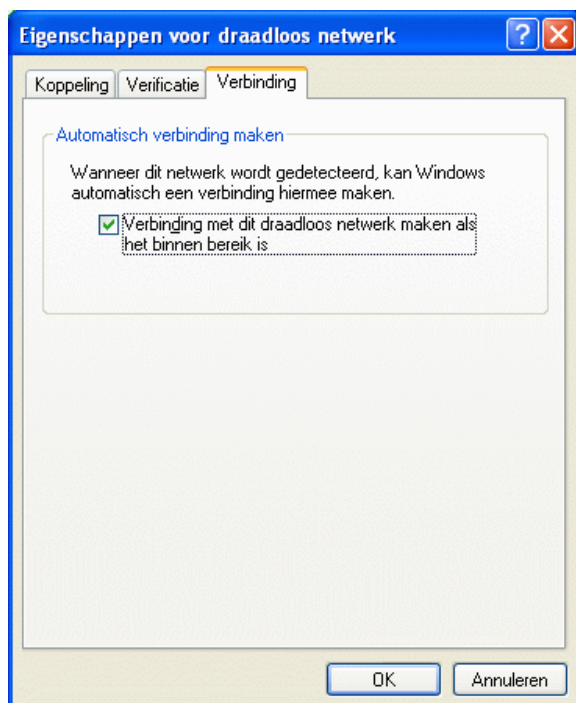 Eigenschappen voor draadloos netwerk
Koppeling Verificatie Verbinding
Automatisch verbinding maken
Wanneer dit netwerk wordt gedetecteerd, kan Windows
automatisch een verbinding hiermee maken.
Verbinding met dit draadloos netwerk maken als
het binnen bereik is
OK Annuleren